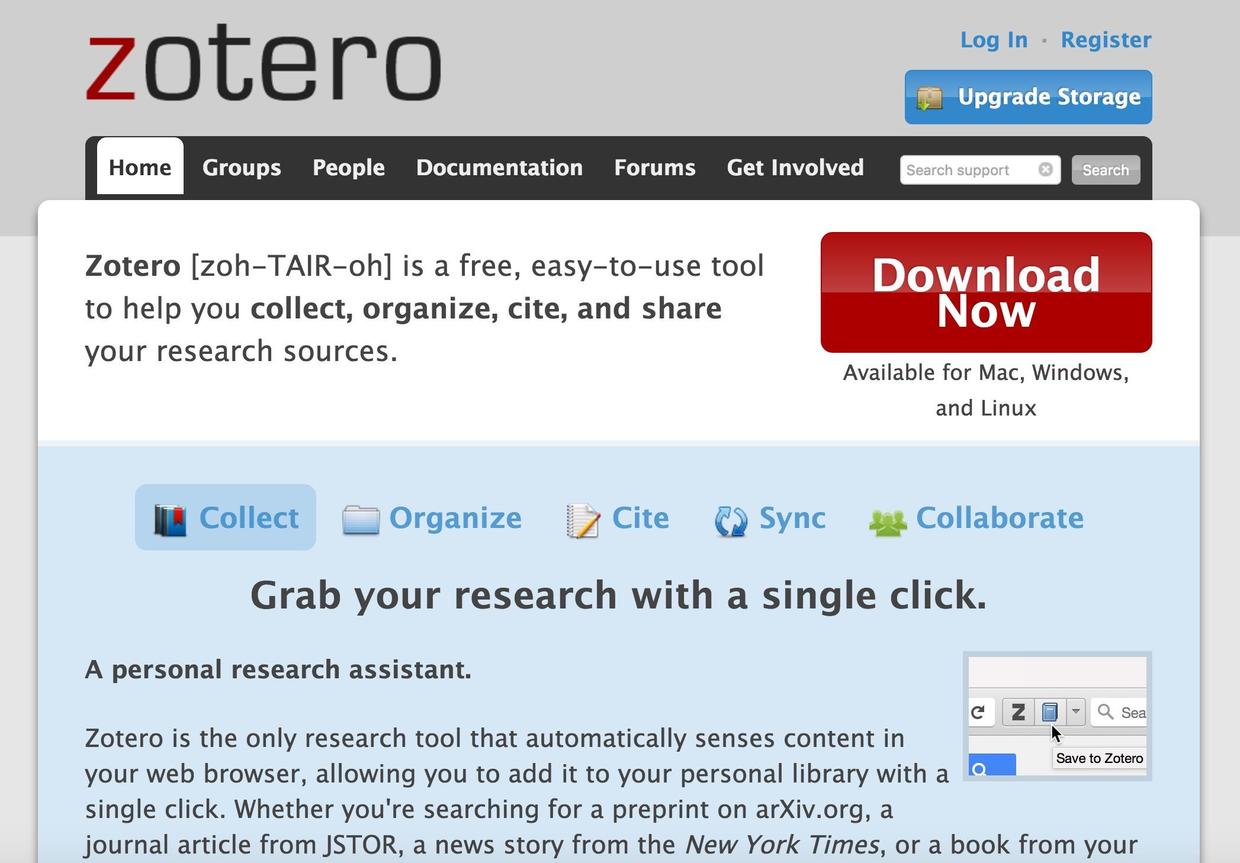 zotero
Log In · Register
Upgrade Storage
Home Groups People Documentation Forums Get Involved Search support Search
Zotero [zoh-TAIR-oh] is a free, easy-to-use tool
to help you collect, organize, cite, and share
your research sources.
Download
Now
Available for Mac, Windows,
and Linux
Collect Organize Cite Sync Collaborate
Grab your research with a single click.
A personal research assistant.
Z Sea
Save to Zotero
Zotero is the only research tool that automatically senses content in
your web browser, allowing you to add it to your personal library with a
single click. Whether you're searching for a preprint on arXiv.org, a
journal article from JSTOR, a news story from the New York Times, or a book from your